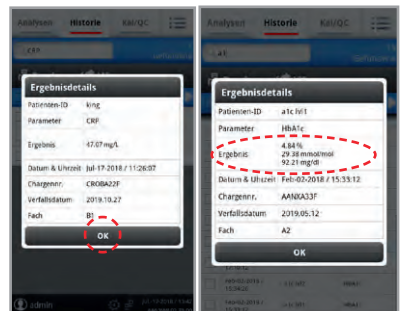 Analysen Historie Kal/QC
Ergebnisdetails
Patienten-ID king
Parameter CRP
Ergebnis 47.07 mg/L
Datum & Uhrzeit Jul-17-2018 / 11:26:07
Chargennr. CROBA22F
Verfallsdatum 2019.10.27
Fach B1
OK
admin
Analysen Historie Kal/QC
a1
Ergebnisdetails
Patienten-ID a1c lvl1
Parameter HbA1c
Ergebnis
4.84 %
29.38 mmol/mol
92.21 mg/dl
Datum & Uhrzeit Feb-02-2018 / 15:33:12
Chargennr. AANXA33F
Verfallsdatum 2019.05.12
Fach A2
OK